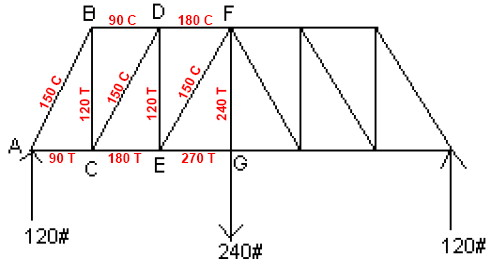 90 C 180 C
B D F
150 C 120 T 150 C 120 T 150 C 240 T
A 90 T 180 T 270 T
C E G
120# 240# 120#